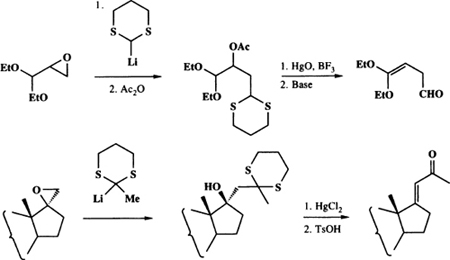 1.
S S
Li
O
EtO
EtO
2. Ac₂O
OAc
EtO
EtO
S S
1. HgO, BF₃
2. Base
EtO
EtO
CHO
O
S S
Li Me
HO
S
S
1. HgCl₂
2. TsOH
O